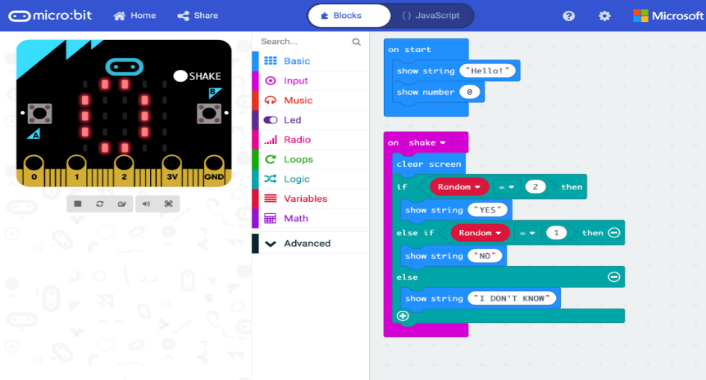 micro:bit Home Share Blocks {} JavaScript ? Microsoft
SHAKE
B
A
0 1 2 3V GND
Search...
Basic
Input
Music
Led
Radio
Loops
Logic
Variables
Math
Advanced
on start
show string "Hello!"
show number 0
on shake
clear screen
if Random = 2 then
show string "YES"
else if Random = 1 then
show string "NO"
else
show string "I DON'T KNOW"